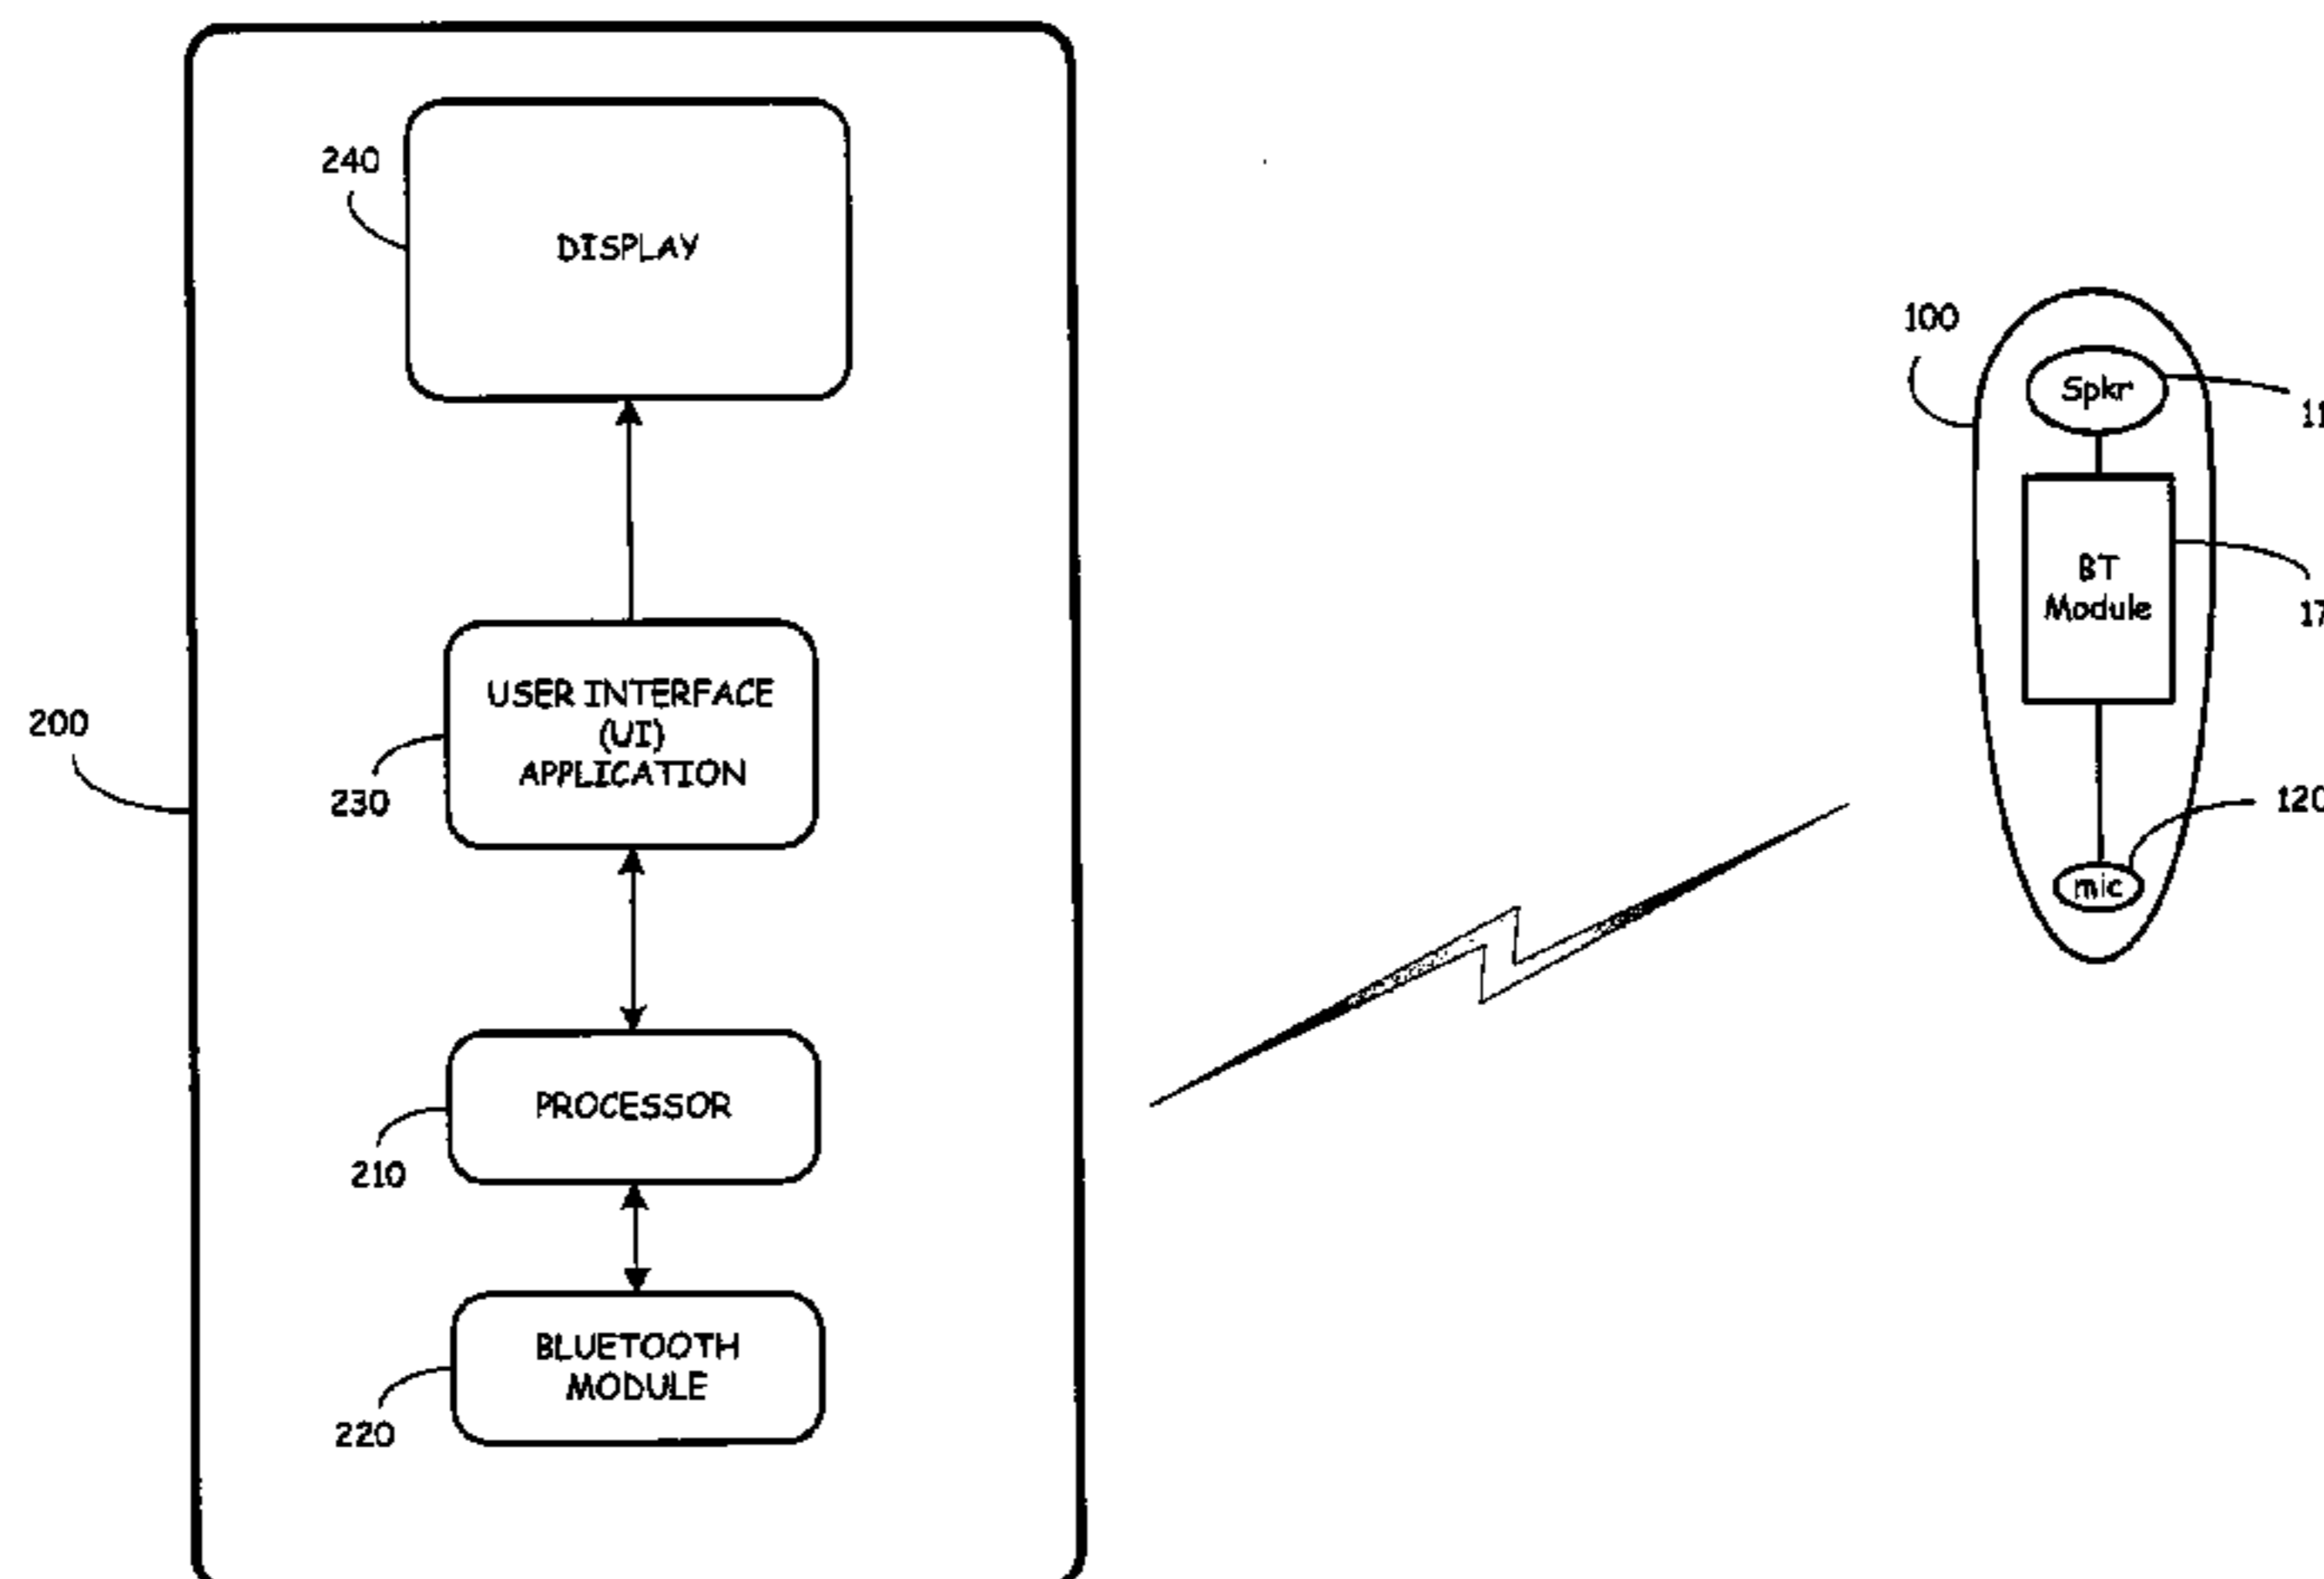 240
DISPLAY
100
Spkr
BT
Module
USER INTERFACE
(UI)
APPLICATION
200
230
120
mic
PROCESSOR
210
BLUETOOTH
MODULE
220